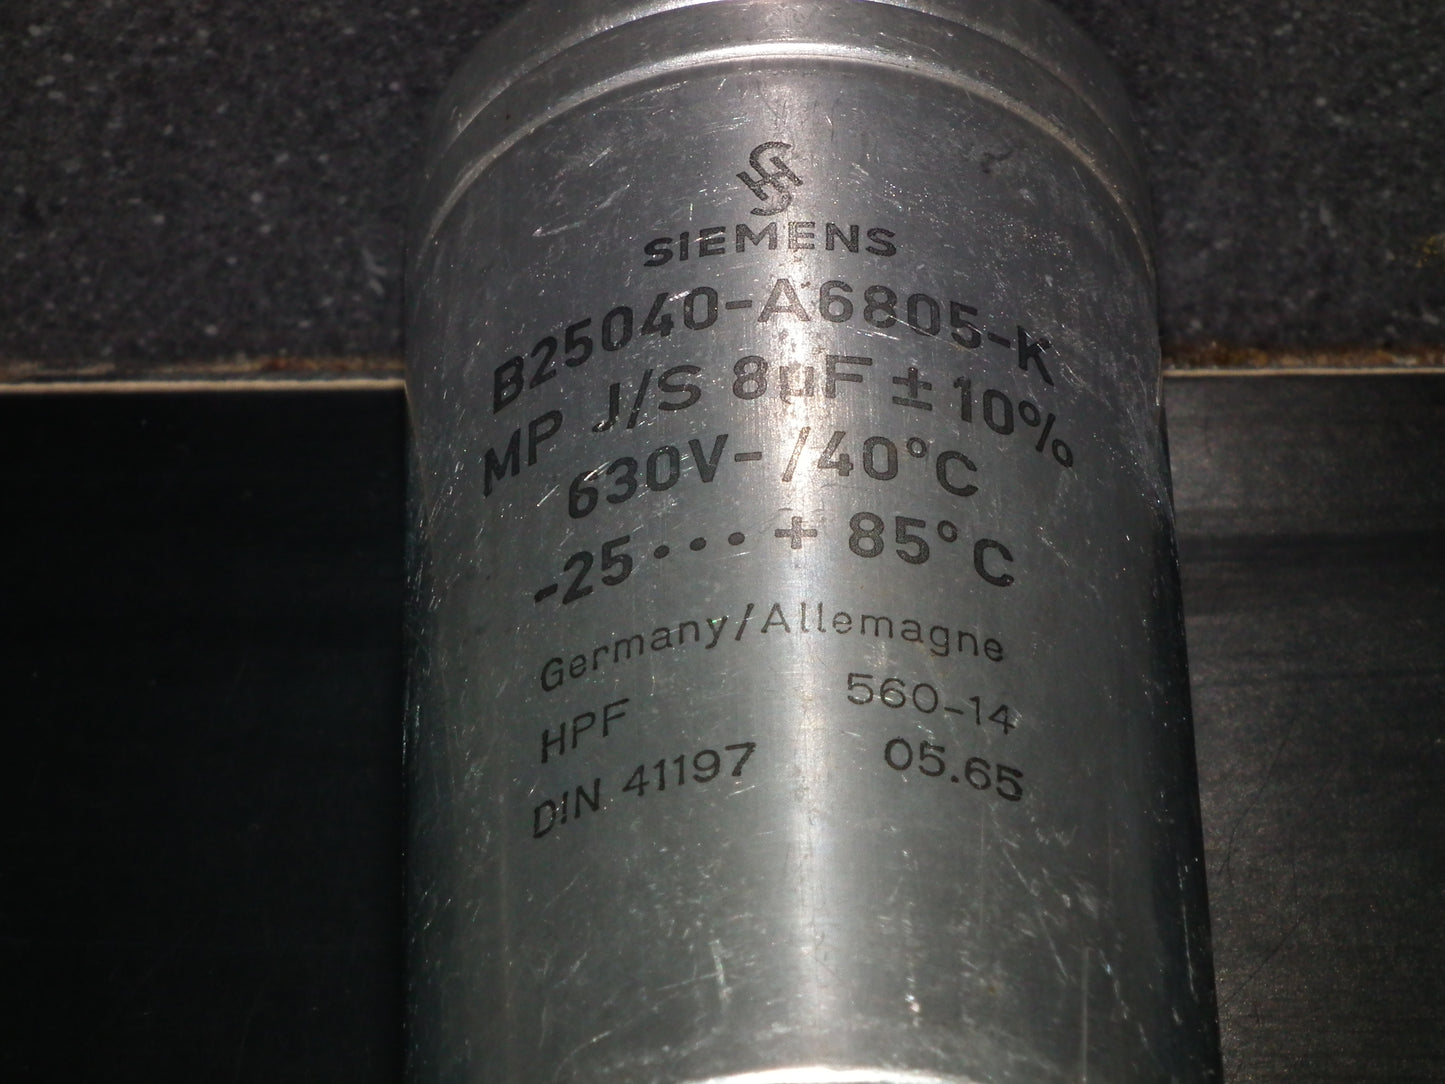 SIEMENS
B25040-A6805-K
MP J/S 8µF ± 10%
630V- /40°C
-25···+ 85°C
Germany/Allemagne
HPF 560-14
DIN 41197 05.65